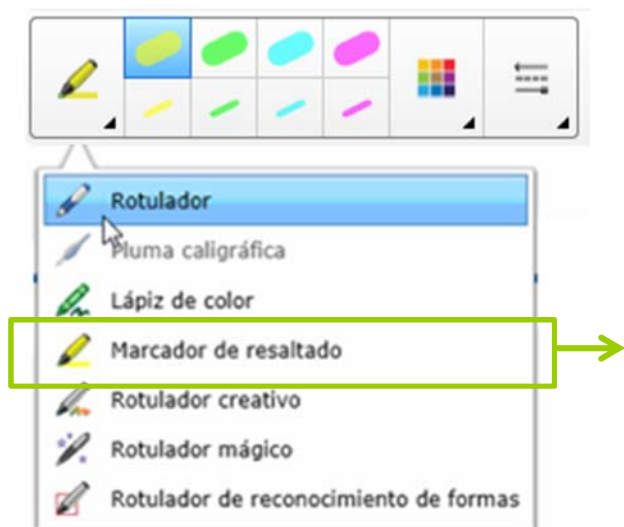 Rotulador
Pluma caligráfica
Lápiz de color
Marcador de resaltado
Rotulador creativo
Rotulador mágico
Rotulador de reconocimiento de formas